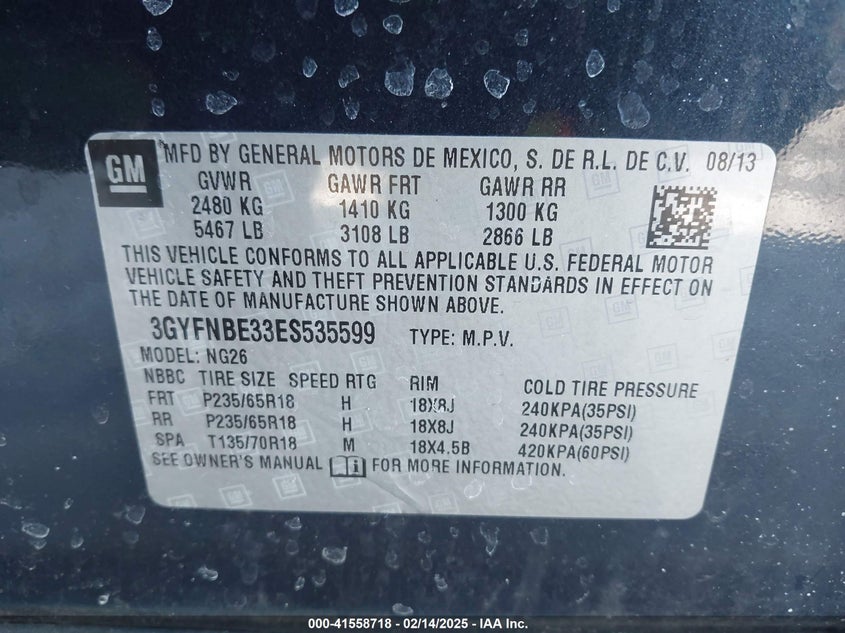 GM
MFD BY GENERAL MOTORS DE MEXICO, S. DE R.L. DE C.V. 08/13
GVWR GAWR FRT GAWR RR
2480 KG 1410 KG 1300 KG
5467 LB 3108 LB 2866 LB
THIS VEHICLE CONFORMS TO ALL APPLICABLE U.S. FEDERAL MOTOR
VEHICLE SAFETY AND THEFT PREVENTION STANDARDS IN EFFECT ON
THE DATE OF MANUFACTURE SHOWN ABOVE.
3GYFNBE33ES535599 TYPE: M.P.V.
MODEL: NG26
NBBC TIRE SIZE SPEED RTG RIM COLD TIRE PRESSURE
FRT P235/65R18 H 18X8J 240KPA(35PSI)
RR P235/65R18 H 18X8J 240KPA(35PSI)
SPA T135/70R18 M 18X4.5B 420KPA(60PSI)
SEE OWNER'S MANUAL i FOR MORE INFORMATION.
000-41558718 - 02/14/2025 - IAA Inc.